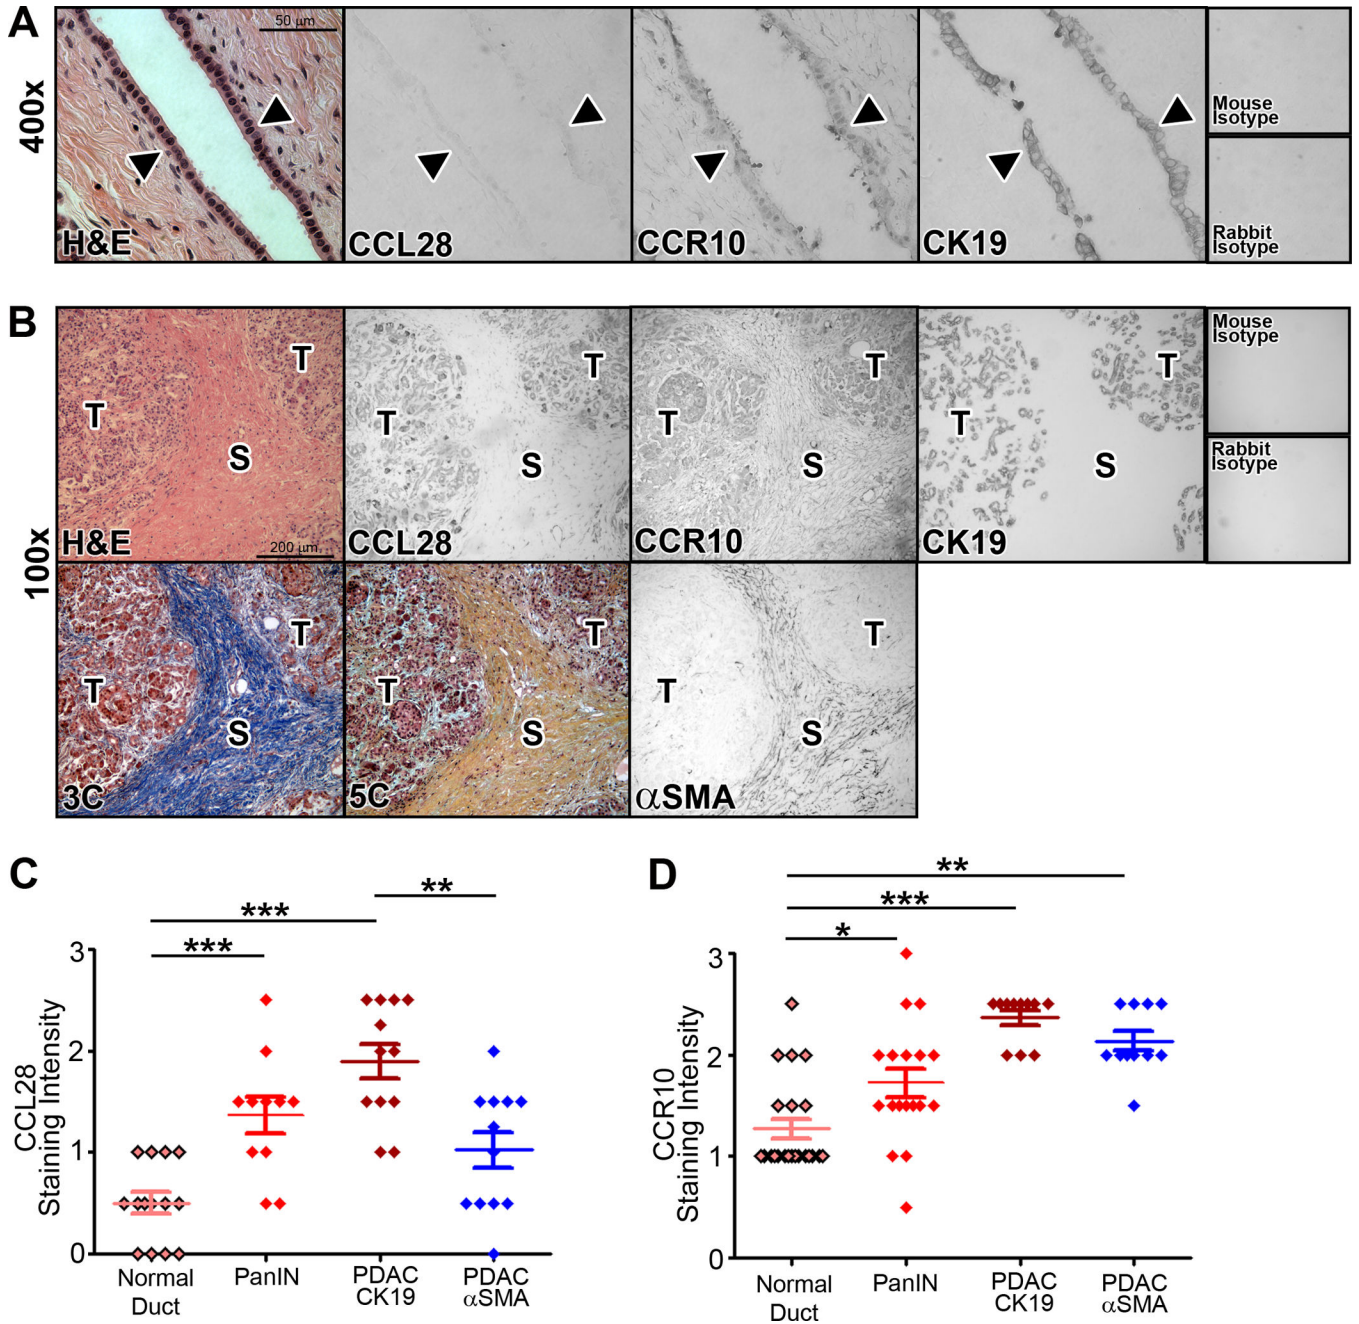 A
400x
50 µm
H&E
CCL28
CCR10
CK19
Mouse
Isotype
Rabbit
Isotype
B
100x
T
T
S
H&E
200 µm
T
T
S
CCL28
T
T
S
CCR10
T
T
S
CK19
Mouse
Isotype
Rabbit
Isotype
T
T
S
3C
T
T
S
5C
T
T
S
αSMA
C
CCL28
Staining Intensity
***
***
**
3
2
1
0
Normal
Duct
PanIN
PDAC
CK19
PDAC
αSMA
D
CCR10
Staining Intensity
**
***
*
3
2
1
0
Normal
Duct
PanIN
PDAC
CK19
PDAC
αSMA